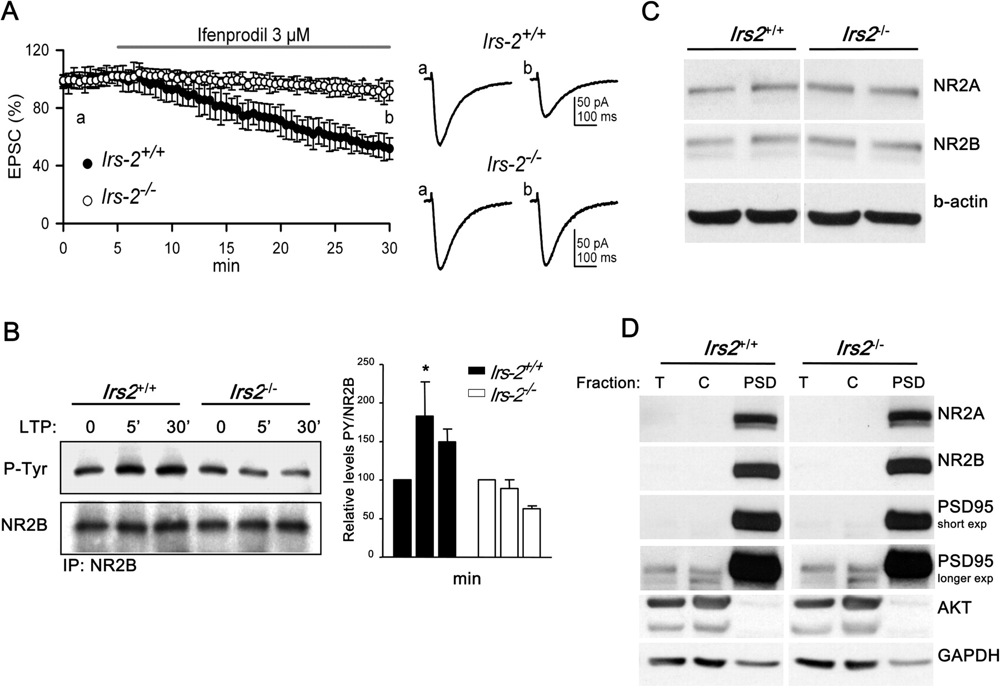 A
Ifenprodil 3 µM
120
80
40
0
EPSC (%)
a
b
Irs-2+/+
Irs-2-/-
0 5 10 15 20 25 30
min
Irs-2+/+
a
b
50 pA
100 ms
Irs-2-/-
a
b
50 pA
100 ms
C
Irs2+/+ Irs2-/-
NR2A
NR2B
b-actin
B
Irs2+/+ Irs2-/-
LTP: 0 5’ 30’ 0 5’ 30’
P-Tyr
NR2B
IP: NR2B
Relative levels PY/NR2B
250
200
150
100
50
0
*
Irs-2+/+
Irs-2-/-
min
D
Irs2+/+ Irs2-/-
Fraction: T C PSD T C PSD
NR2A
NR2B
PSD95
short exp
PSD95
longer exp
AKT
GAPDH